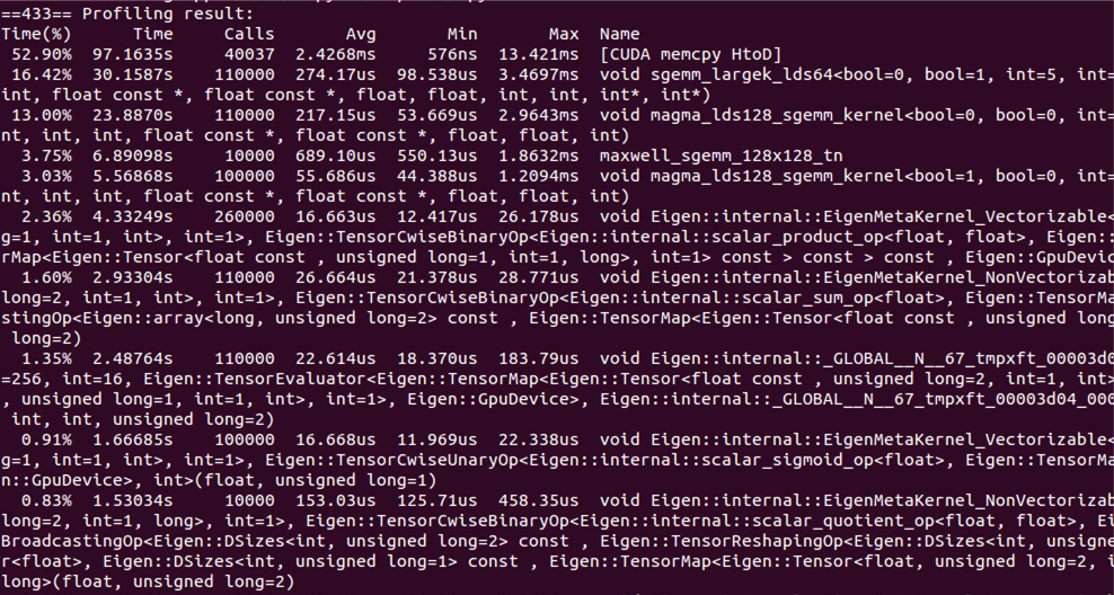 ==433== Profiling result:
Time(%)      Time     Calls       Avg       Min       Max  Name
 52.90%  97.1635s     40037  2.4268ms     576ns  13.421ms  [CUDA memcpy HtoD]
 16.42%  30.1587s    110000  274.17us  98.538us  3.4697ms  void sgemm_largek_lds64<bool=0, bool=1, int=5, int=
int, float const *, float const *, float, float, int, int, int*, int*)
 13.00%  23.8870s    110000  217.15us  53.669us  2.9643ms  void magma_lds128_sgemm_kernel<bool=0, bool=0, int=
nt, int, int, float const *, float const *, float, float, int)
  3.75%  6.89098s     10000  689.10us  550.13us  1.8632ms  maxwell_sgemm_128x128_tn
  3.03%  5.56868s    100000  55.686us  44.388us  1.2094ms  void magma_lds128_sgemm_kernel<bool=1, bool=0, int=
nt, int, int, float const *, float const *, float, float, int)
  2.36%  4.33249s    260000  16.663us  12.417us  26.178us  void Eigen::internal::EigenMetaKernel_Vectorizable<
g=1, int=1, int>, int=1>, Eigen::TensorCwiseBinaryOp<Eigen::internal::scalar_product_op<float, float>, Eigen::
rMap<Eigen::Tensor<float const , unsigned long=1, int=1, long>, int=1> const > const > const , Eigen::GpuDevic
  1.60%  2.93304s    110000  26.664us  21.378us  28.771us  void Eigen::internal::EigenMetaKernel_NonVectorizab
long=2, int=1, int>, int=1>, Eigen::TensorCwiseBinaryOp<Eigen::internal::scalar_sum_op<float>, Eigen::TensorMa
stingOp<Eigen::array<long, unsigned long=2> const , Eigen::TensorMap<Eigen::Tensor<float const , unsigned long
 long=2)
  1.35%  2.48764s    110000  22.614us  18.370us  183.79us  void Eigen::internal::_GLOBAL__N__67_tmpxft_00003d0
=256, int=16, Eigen::TensorEvaluator<Eigen::TensorMap<Eigen::Tensor<float const , unsigned long=2, int=1, int>
, unsigned long=1, int=1, int>, int=1>, Eigen::GpuDevice>, Eigen::internal::_GLOBAL__N__67_tmpxft_00003d04_000
 int, int, unsigned long=2)
  0.91%  1.66685s    100000  16.668us  11.969us  22.338us  void Eigen::internal::EigenMetaKernel_Vectorizable<
g=1, int=1, int>, int=1>, Eigen::TensorCwiseUnaryOp<Eigen::internal::scalar_sigmoid_op<float>, Eigen::TensorMa
n::GpuDevice>, int>(float, unsigned long=1)
  0.83%  1.53034s     10000  153.03us  125.71us  458.35us  void Eigen::internal::EigenMetaKernel_NonVectorizab
long=2, int=1, long>, int=1>, Eigen::TensorCwiseBinaryOp<Eigen::internal::scalar_quotient_op<float, float>, Ei
BroadcastingOp<Eigen::DSizes<int, unsigned long=2> const , Eigen::TensorReshapingOp<Eigen::DSizes<int, unsigne
r<float>, Eigen::DSizes<int, unsigned long=1> const , Eigen::TensorMap<Eigen::Tensor<float, unsigned long=2, i
long>(float, unsigned long=2)